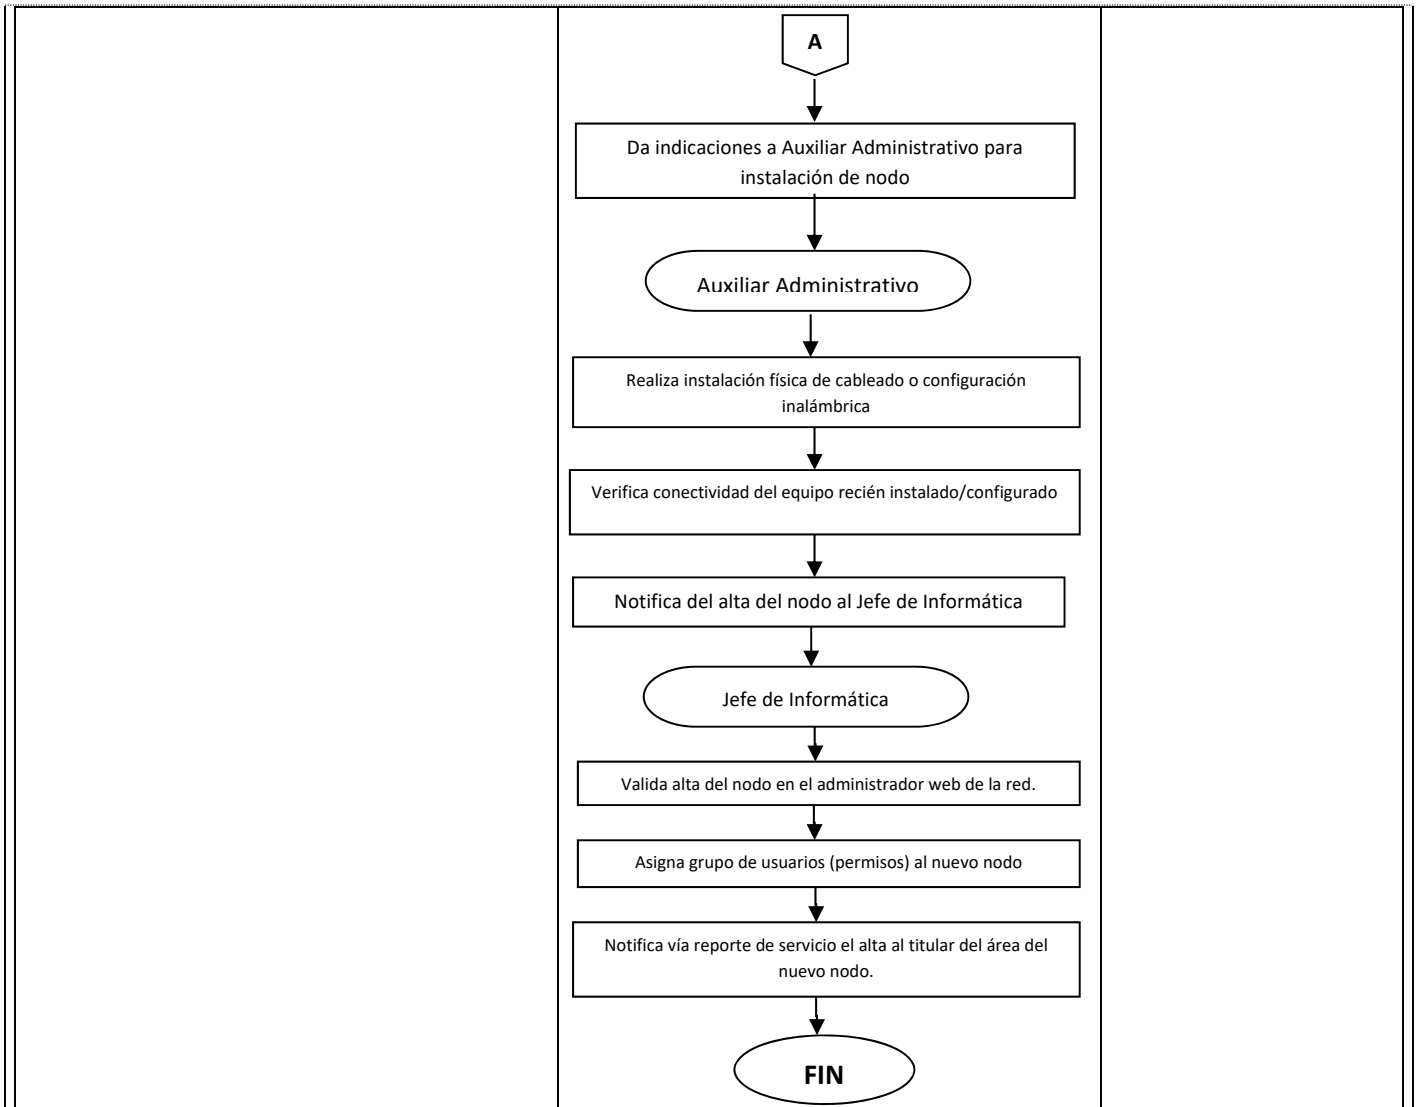 A
Da indicaciones a Auxiliar Administrativo para
instalación de nodo
Auxiliar Administrativo
Realiza instalación física de cableado o configuración
inalámbrica
Verifica conectividad del equipo recién instalado/configurado
Notifica del alta del nodo al Jefe de Informática
Jefe de Informática
Valida alta del nodo en el administrador web de la red.
Asigna grupo de usuarios (permisos) al nuevo nodo
Notifica vía reporte de servicio el alta al titular del área del
nuevo nodo.
FIN